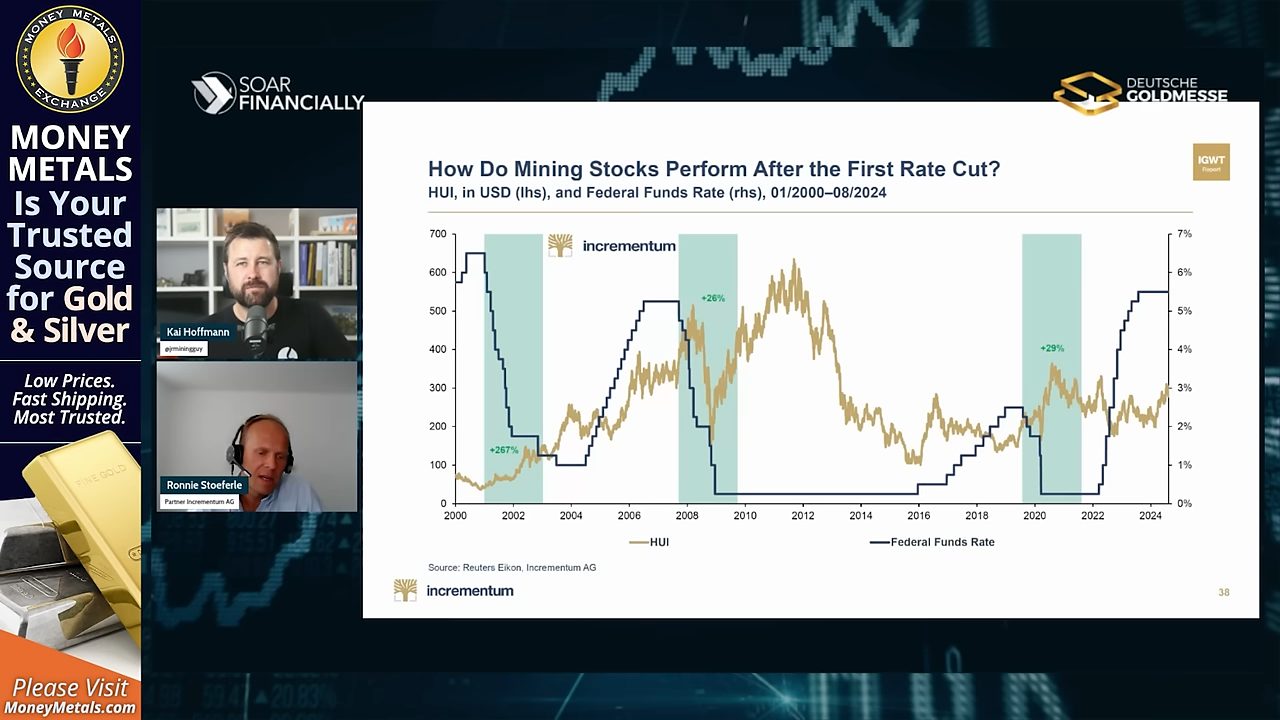 MONEY METALS
EXCHANGE
MONEY
METALS
Is Your
Trusted
Source
for Gold
& Silver
Low Prices.
Fast Shipping.
Most Trusted.
FINE GOLD
Please Visit
MoneyMetals.com
SOAR
FINANCIALLY
DEUTSCHE
GOLDMESSE
Kai Hoffmann
@jrminingguy
Ronnie Stoeferle
Partner Incrementum AG
How Do Mining Stocks Perform After the First Rate Cut?
HUI, in USD (lhs), and Federal Funds Rate (rhs), 01/2000–08/2024
IGWT
Report
incrementum
700
600
500
400
300
200
100
0
+267%
+26%
+29%
7%
6%
5%
4%
3%
2%
1%
0%
2000 2002 2004 2006 2008 2010 2012 2014 2016 2018 2020 2022 2024
HUI Federal Funds Rate
Source: Reuters Eikon, Incrementum AG
incrementum
38
20.83%